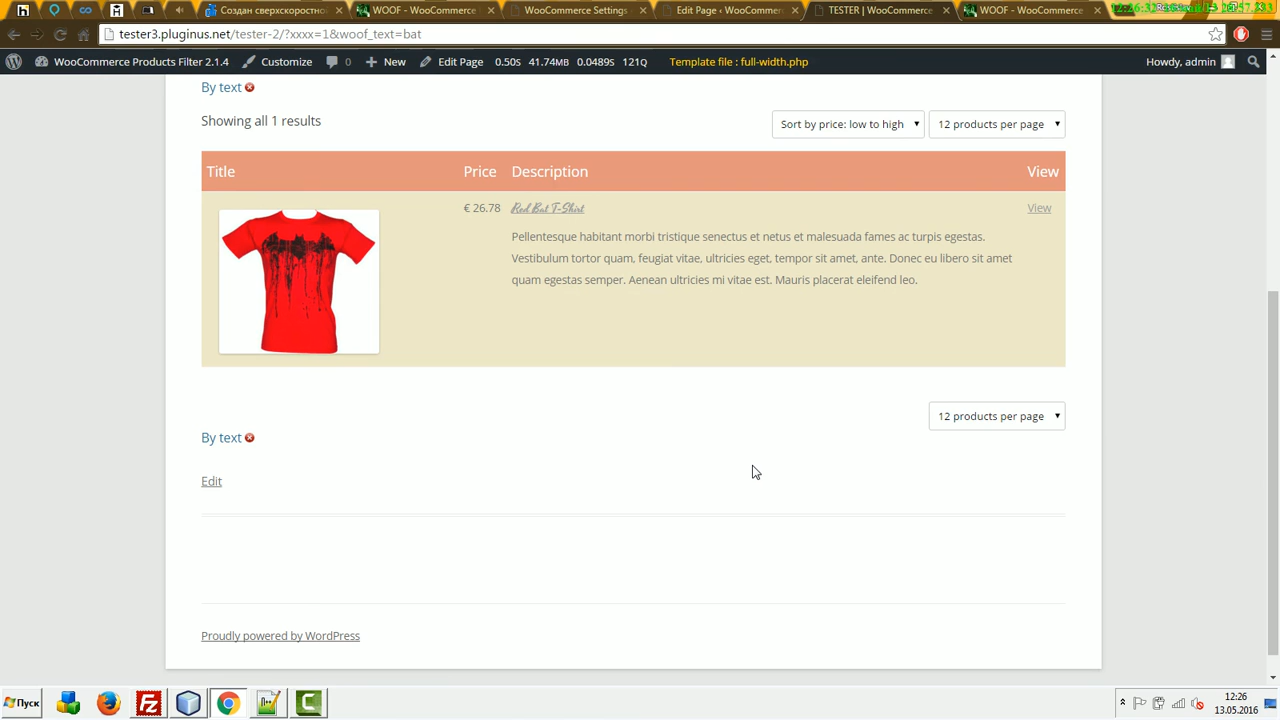 Создан сверхскоростно
WOOF - WooCommerce
WooCommerce Settings
Edit Page ‹ WooCommer
TESTER | WooCommerce
WOOF - WooCommerce
tester3.pluginus.net/tester-2/?xxxx=1&woof_text=bat
WooCommerce Products Filter 2.1.4
Customize
0
New
Edit Page
0.50S
41.74MB
0.0489S
121Q
Template file : full-width.php
Howdy, admin
By text
Showing all 1 results
Sort by price: low to high
12 products per page
Title
Price
Description
View
€ 26.78
Red Bat T-Shirt
View
Pellentesque habitant morbi tristique senectus et netus et malesuada fames ac turpis egestas.
Vestibulum tortor quam, feugiat vitae, ultricies eget, tempor sit amet, ante. Donec eu libero sit amet
quam egestas semper. Aenean ultricies mi vitae est. Mauris placerat eleifend leo.
12 products per page
By text
Edit
Proudly powered by WordPress
Пуск
12:26
13.05.2016